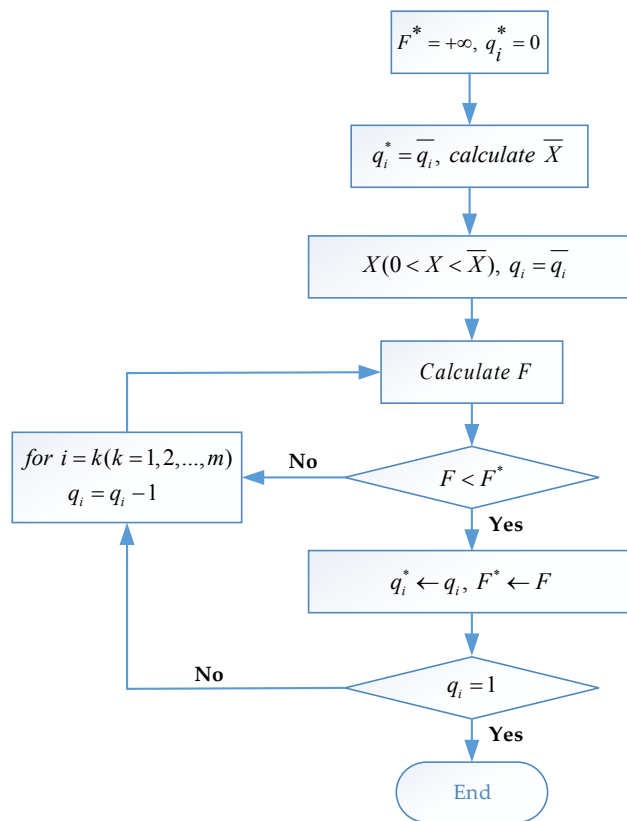 F* = +∞, q_i* = 0
q_i* = q̅_i̅, calculate X̅
X(0 < X < X̅), q_i = q̅_i̅
Calculate F
for i = k(k = 1, 2, ..., m)
q_i = q_i − 1
No
F < F*
Yes
q_i* ← q_i, F* ← F
No
q_i = 1
Yes
End